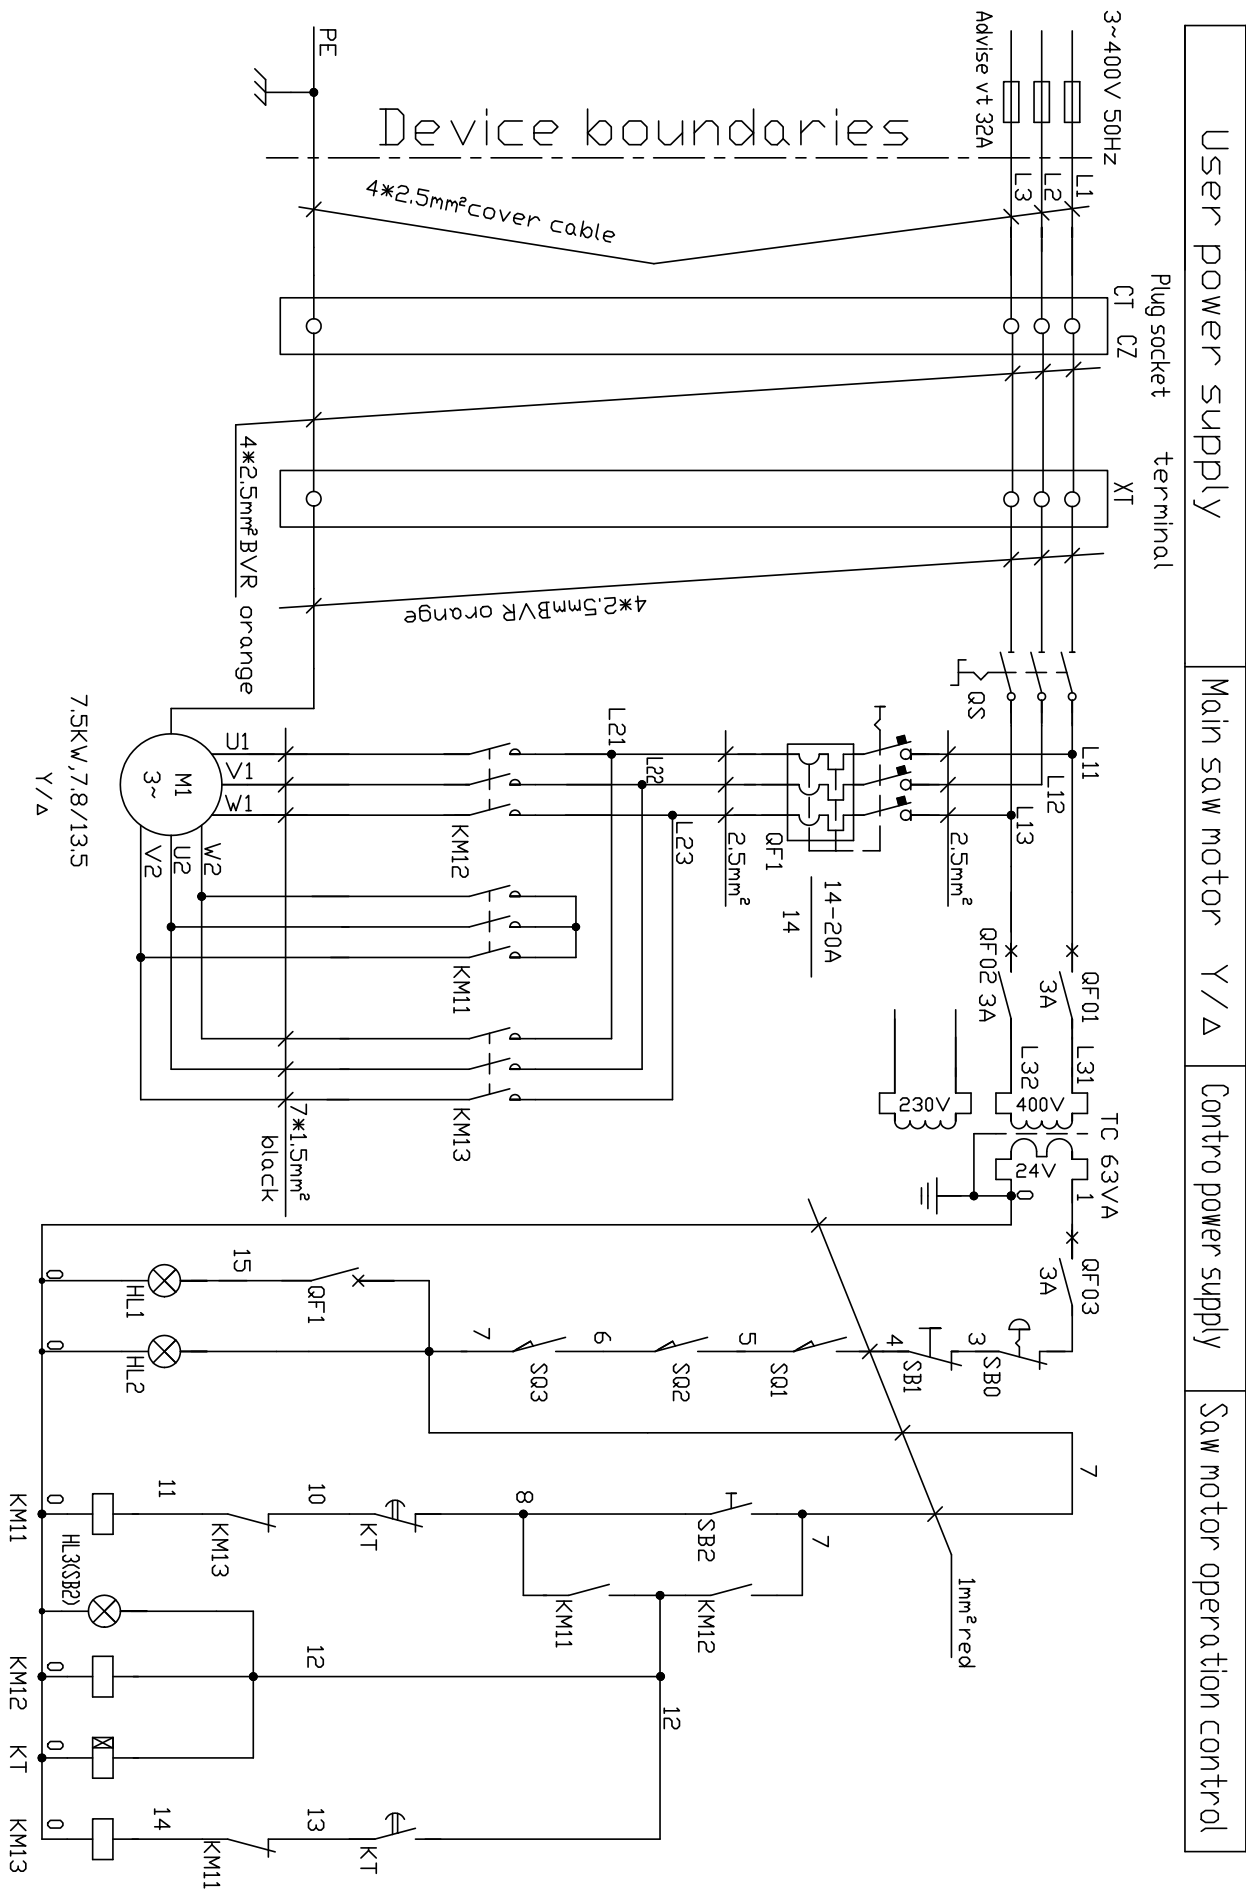 User power supply
Main saw motor Y/△
Contro power supply
Saw motor operation control
3~400V 50Hz
Advise vt 32A
PE
Device boundaries
L1
L2
L3
4*2.5mm²cover cable
Plug socket
CT CZ
terminal
XT
4*2.5mm²BVR orange
4*2.5mmBVR orange
QS
L11
L12
L13
2.5mm²
QF1
14-20A
14
2.5mm²
L21
L22
L23
KM12
KM11
KM13
U1
V1
W1
M1
3~
W2
U2
V2
7.5KW,7.8/13.5
Y/△
7*1.5mm²
black
QF01
3A
QF02 3A
L31
L32
230V
400V
TC 63VA
24V
0
1
QF03
3A
SB0
3
SB1
4
SQ1
5
SQ2
6
SQ3
7
QF1
15
HL1
0
HL2
0
7
1mm²red
7
SB2
KM12
8
KM11
KT
10
KM13
11
0
KM11
HL3(SB2)
12
12
0
KM12
0
KT
KT
13
KM11
14
0
KM13